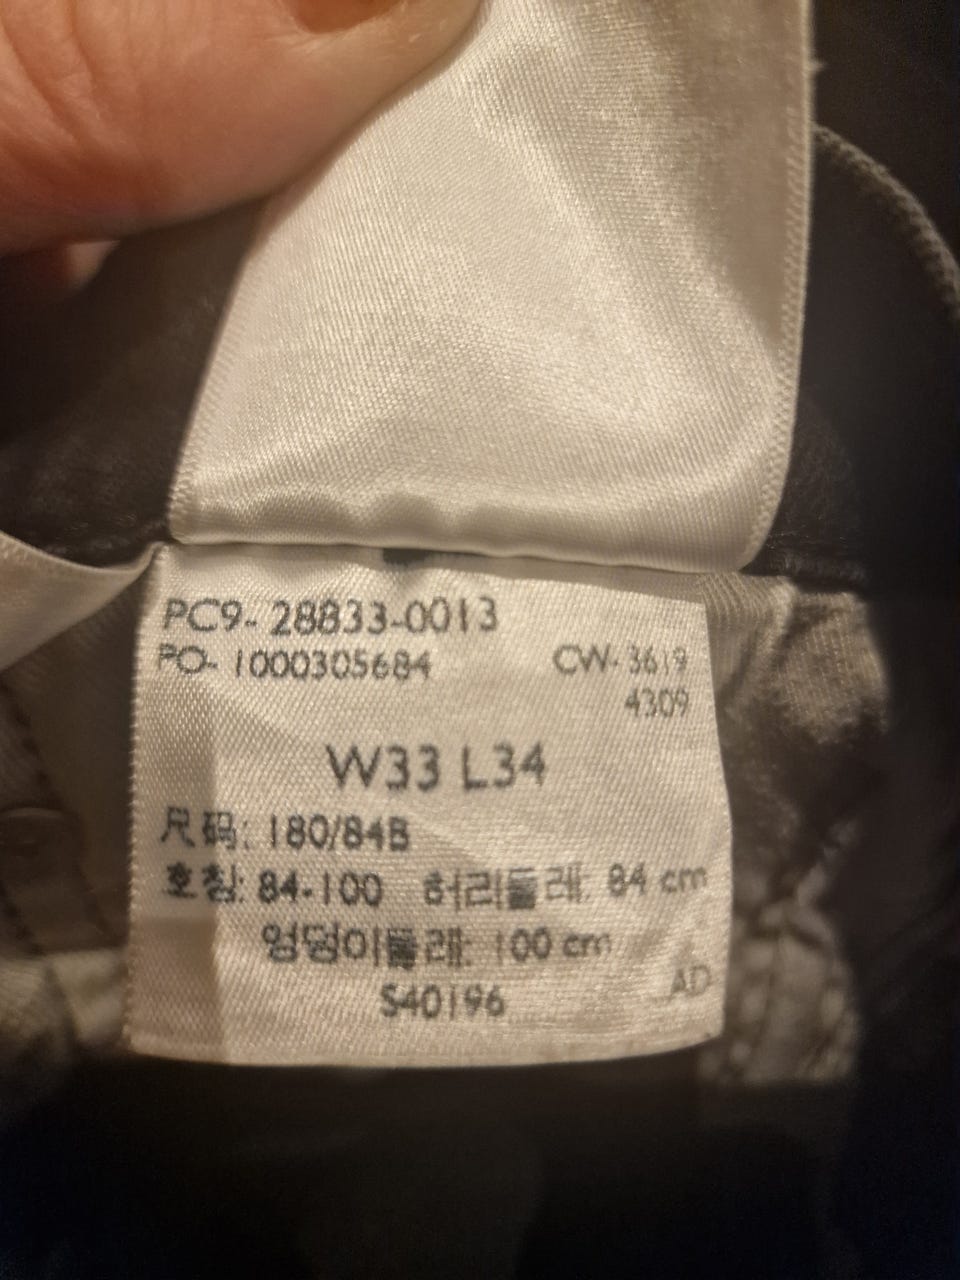 PC9- 28833-0013
PO- 1000305684 CW- 3619
4309
W33 L34
尺码: 180/84B
호칭: 84-100 허리둘레: 84 cm
엉덩이둘레: 100 cm
S40196 AD